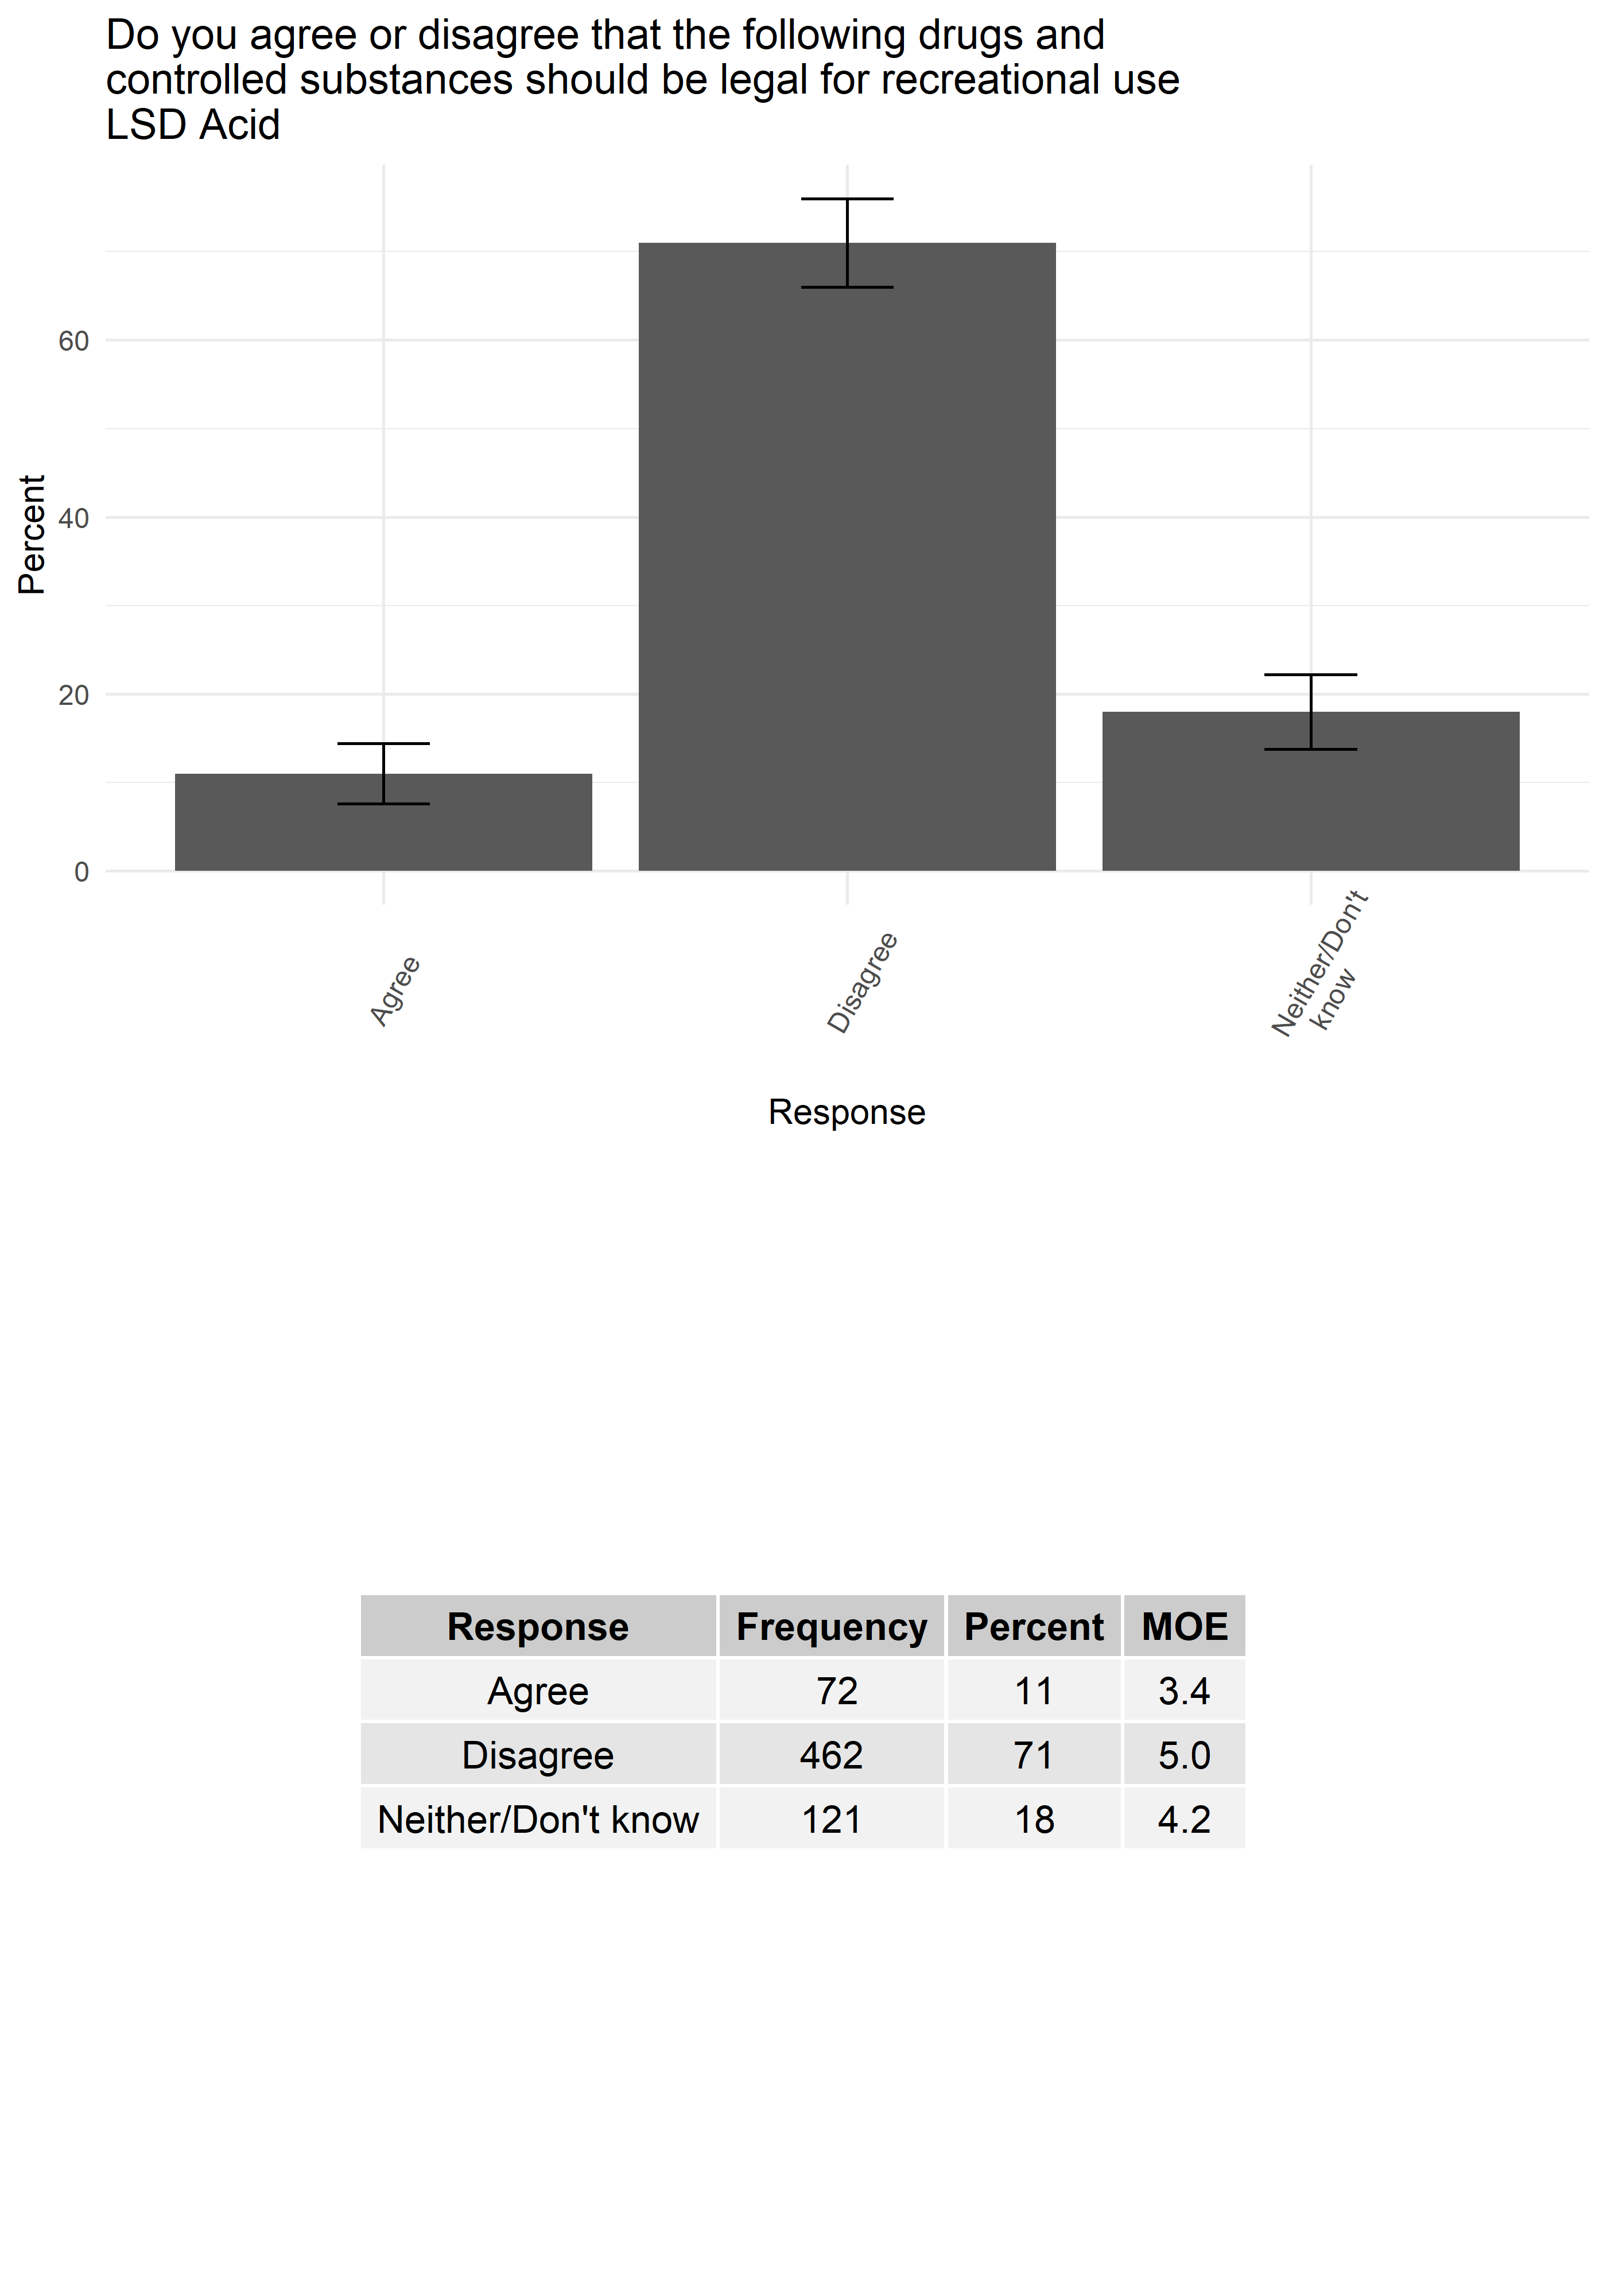 Do you agree or disagree that the following drugs and
controlled substances should be legal for recreational use
LSD Acid
Percent
60
40
20
0
Agree
Disagree
Neither/Don't
know
Response
Response Frequency Percent MOE
Agree 72 11 3.4
Disagree 462 71 5.0
Neither/Don't know 121 18 4.2